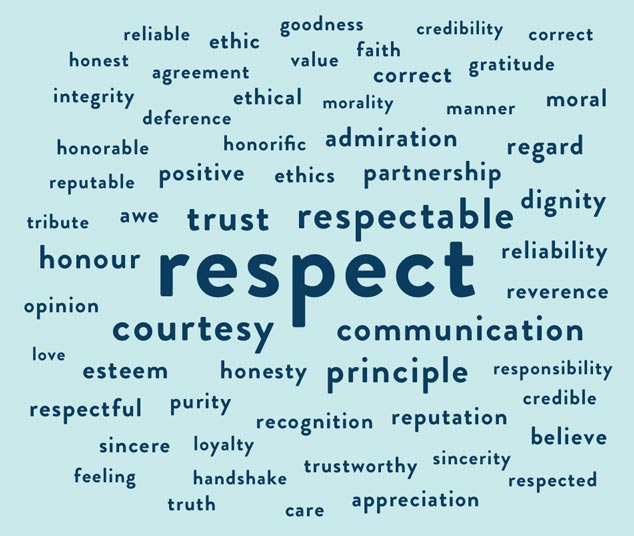 goodness
reliable ethic credibility correct
honest agreement value faith correct gratitude
integrity deference ethical morality manner moral
honorable honorific admiration regard
reputable positive ethics partnership dignity
tribute awe trust respectable
honour respect reliability
opinion reverence
courtesy communication
love esteem honesty principle responsibility
respectful purity recognition reputation credible
believe
sincere loyalty trustworthy sincerity
feeling handshake respected
truth care appreciation